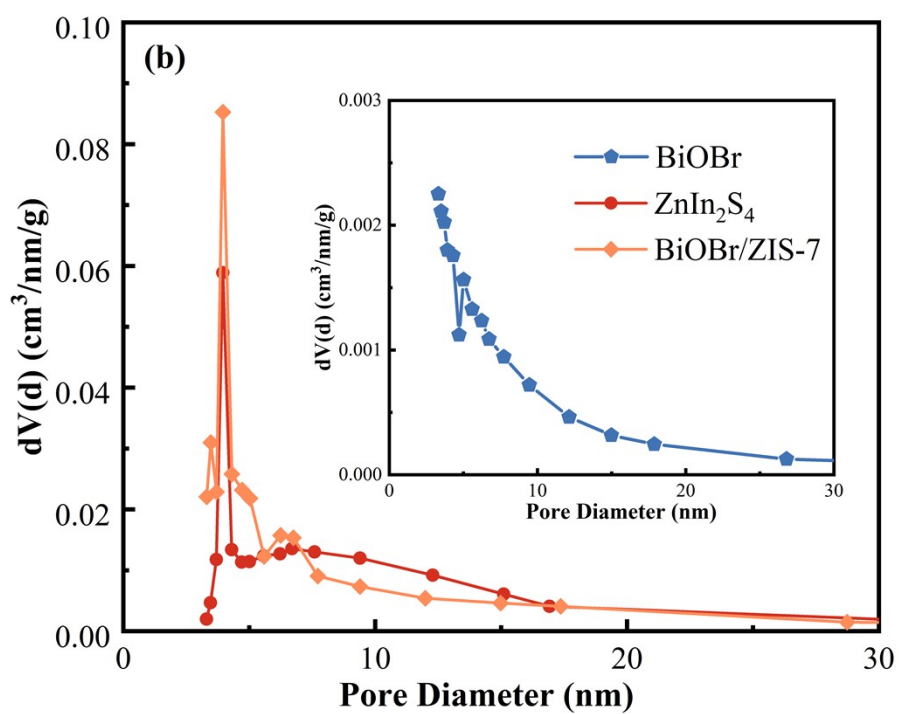 (b)
dV(d) (cm³/nm/g)
0.10
0.08
0.06
0.04
0.02
0.00
0 10 20 30
Pore Diameter (nm)
dV(d) (cm³/nm/g)
0.003
0.002
0.001
0.000
0 10 20 30
Pore Diameter (nm)
BiOBr
ZnIn₂S₄
BiOBr/ZIS-7